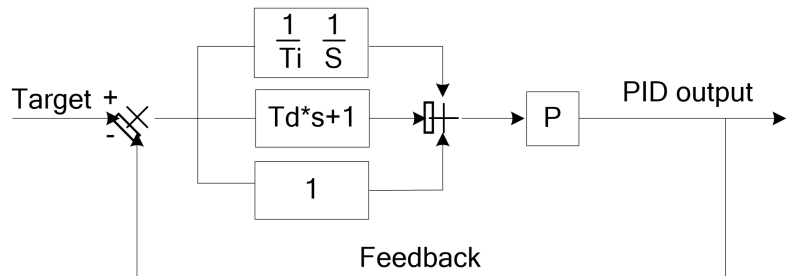 1 1
Ti S
Target +
-
Td*s+1
1
P
PID output
Feedback